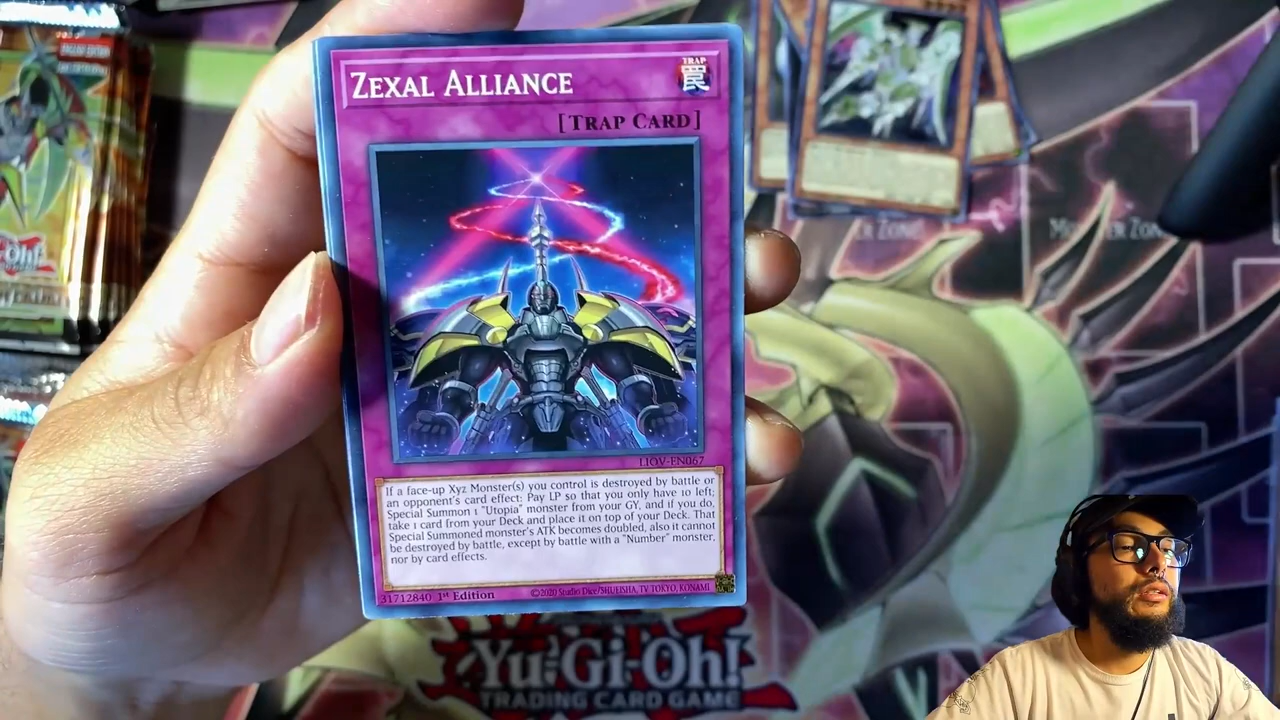 ENGLISH EDITION
ZEXAL ALLIANCE
TRAP
罠
[TRAP CARD]
LIOV-EN067
If a face-up Xyz Monster(s) you control is destroyed by battle or
an opponent's card effect: Pay LP so that you only have 10 left;
Special Summon 1 "Utopia" monster from your GY, and if you do,
take 1 card from your Deck and place it on top of your Deck. That
Special Summoned monster's ATK becomes doubled, also it cannot
be destroyed by battle, except by battle with a "Number" monster,
nor by card effects.
31712840 1st Edition
©2020 Studio Dice/SHUEISHA, TV TOKYO, KONAMI
Yu-Gi-Oh!
TRADING CARD GAME